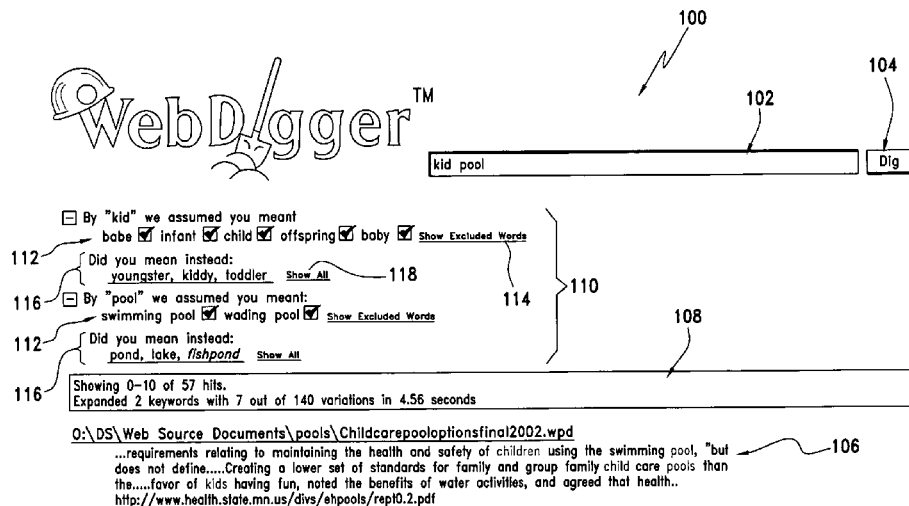 100
104
WebDigger™
102
kid pool
Dig
By "kid" we assumed you meant
112
babe infant child offspring baby Show Excluded Words
Did you mean instead:
116
youngster, kiddy, toddler Show All
118
114
110
By "pool" we assumed you meant:
112
swimming pool wading pool Show Excluded Words
Did you mean instead:
116
pond, lake, fishpond Show All
108
Showing 0-10 of 57 hits.
Expanded 2 keywords with 7 out of 140 variations in 4.56 seconds
O:\DS\Web Source Documents\pools\Childcarepooloptionsfinal2002.wpd
106
...requirements relating to maintaining the health and safety of children using the swimming pool, "but
does not define.....Creating a lower set of standards for family and group family child care pools than
the.....favor of kids having fun, noted the benefits of water activities, and agreed that health..
http://www.health.state.mn.us/divs/ehpools/rept0.2.pdf